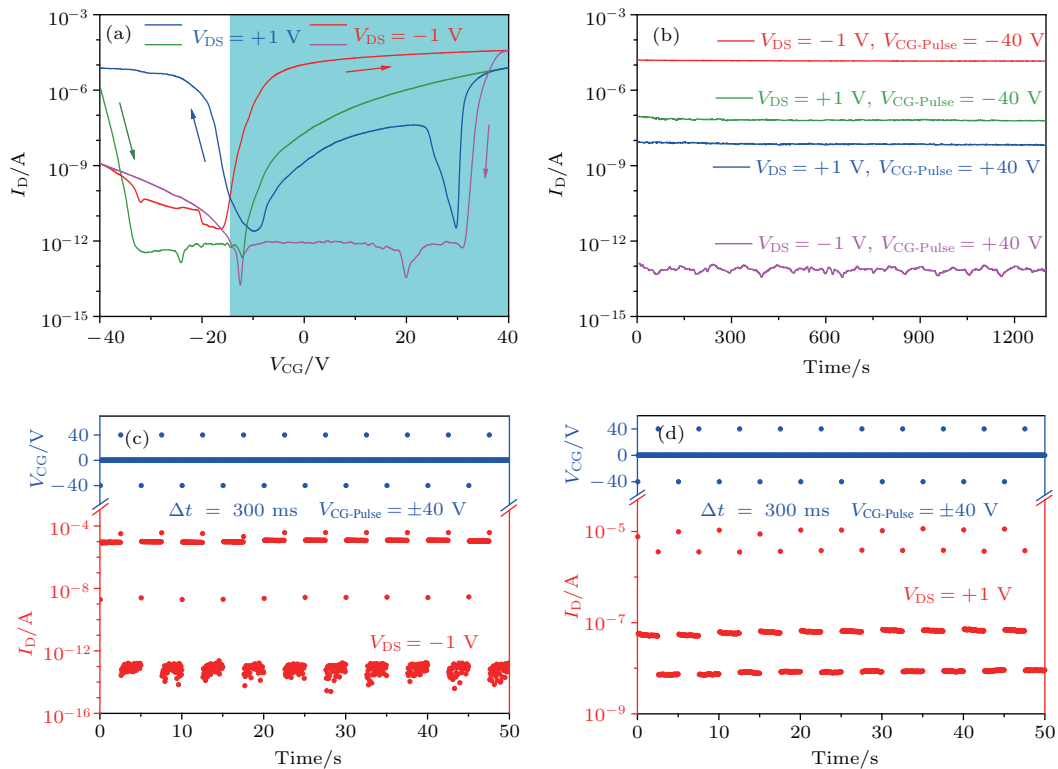 (a)
V_DS = +1 V
V_DS = −1 V
10^−3
10^−6
10^−9
10^−12
10^−15
I_D/A
−40
−20
0
20
40
V_CG/V
(b)
V_DS = −1 V, V_CG-Pulse = −40 V
V_DS = +1 V, V_CG-Pulse = −40 V
V_DS = +1 V, V_CG-Pulse = +40 V
V_DS = −1 V, V_CG-Pulse = +40 V
10^−3
10^−6
10^−9
10^−12
10^−15
I_D/A
0
300
600
900
1200
Time/s
(c)
40
0
−40
V_CG/V
Δt = 300 ms V_CG-Pulse = ±40 V
10^−4
10^−8
10^−12
10^−16
I_D/A
V_DS = −1 V
0
10
20
30
40
50
Time/s
(d)
40
0
−40
V_CG/V
Δt = 300 ms V_CG-Pulse = ±40 V
10^−5
10^−7
10^−9
I_D/A
V_DS = +1 V
0
10
20
30
40
50
Time/s